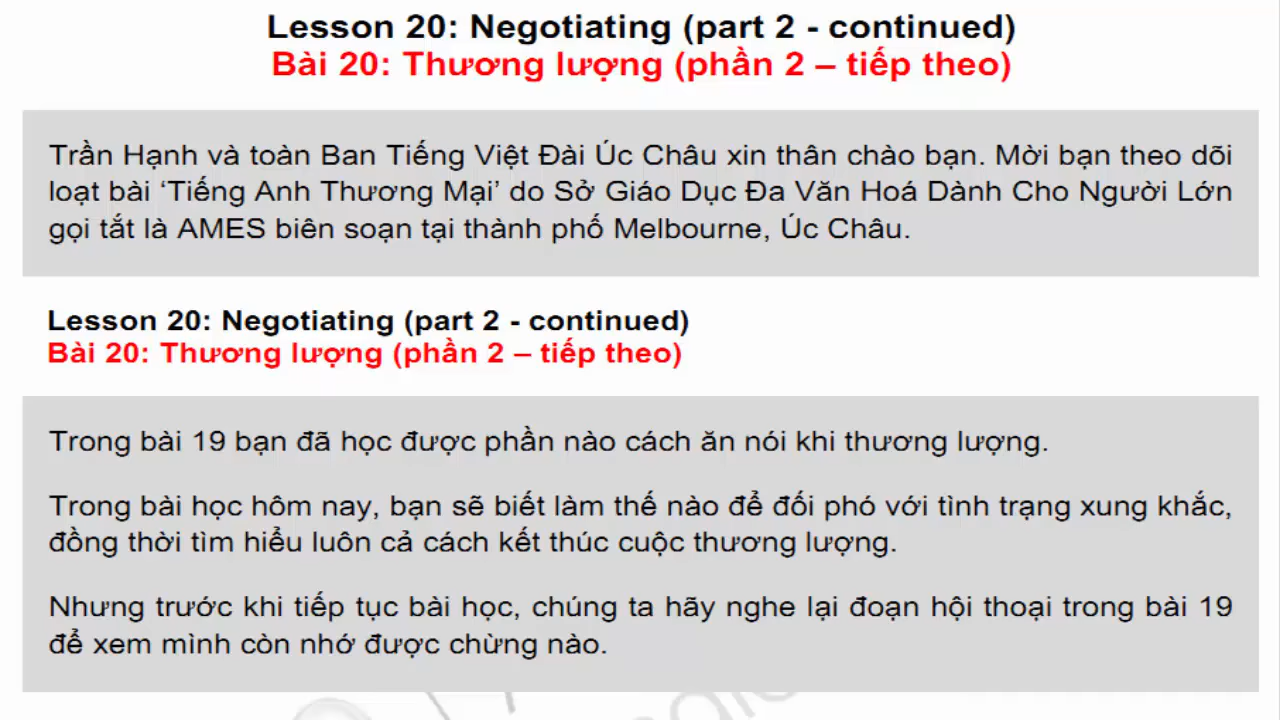 Lesson 20: Negotiating (part 2 - continued)
Bài 20: Thương lượng (phần 2 – tiếp theo)
Trần Hạnh và toàn Ban Tiếng Việt Đài Úc Châu xin thân chào bạn. Mời bạn theo dõi
loạt bài ‘Tiếng Anh Thương Mại’ do Sở Giáo Dục Đa Văn Hoá Dành Cho Người Lớn
gọi tắt là AMES biên soạn tại thành phố Melbourne, Úc Châu.
Lesson 20: Negotiating (part 2 - continued)
Bài 20: Thương lượng (phần 2 – tiếp theo)
Trong bài 19 bạn đã học được phần nào cách ăn nói khi thương lượng.
Trong bài học hôm nay, bạn sẽ biết làm thế nào để đối phó với tình trạng xung khắc,
đồng thời tìm hiểu luôn cả cách kết thúc cuộc thương lượng.
Nhưng trước khi tiếp tục bài học, chúng ta hãy nghe lại đoạn hội thoại trong bài 19
để xem mình còn nhớ được chừng nào.